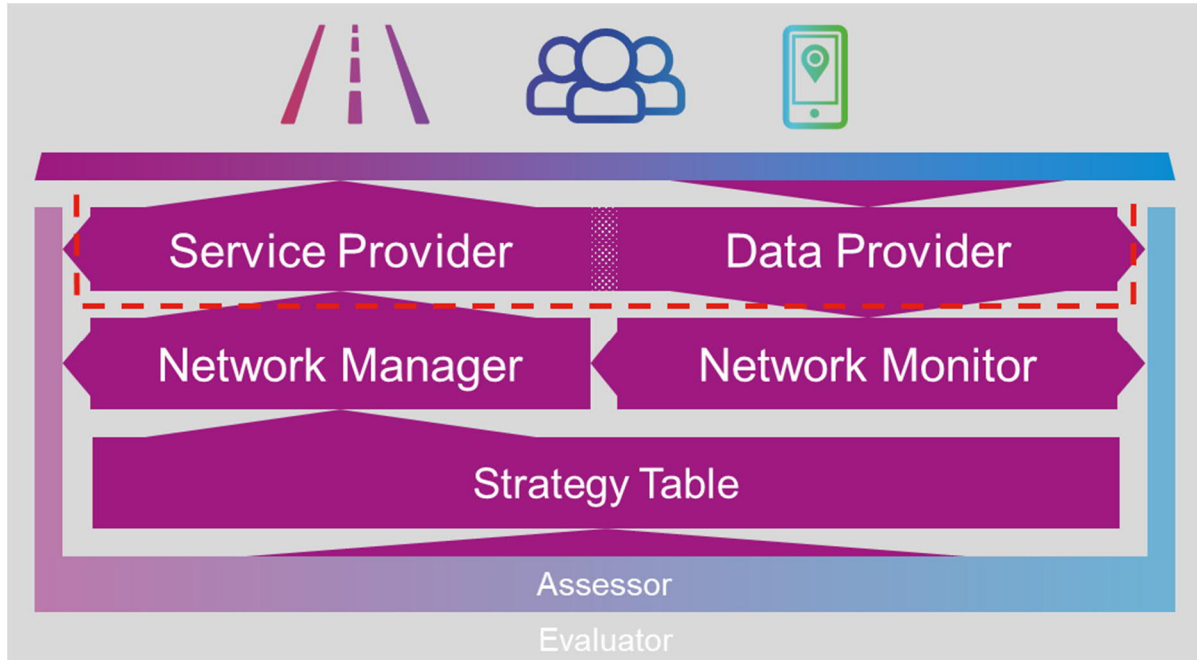 Service Provider
Data Provider
Network Manager
Network Monitor
Strategy Table
Assessor
Evaluator